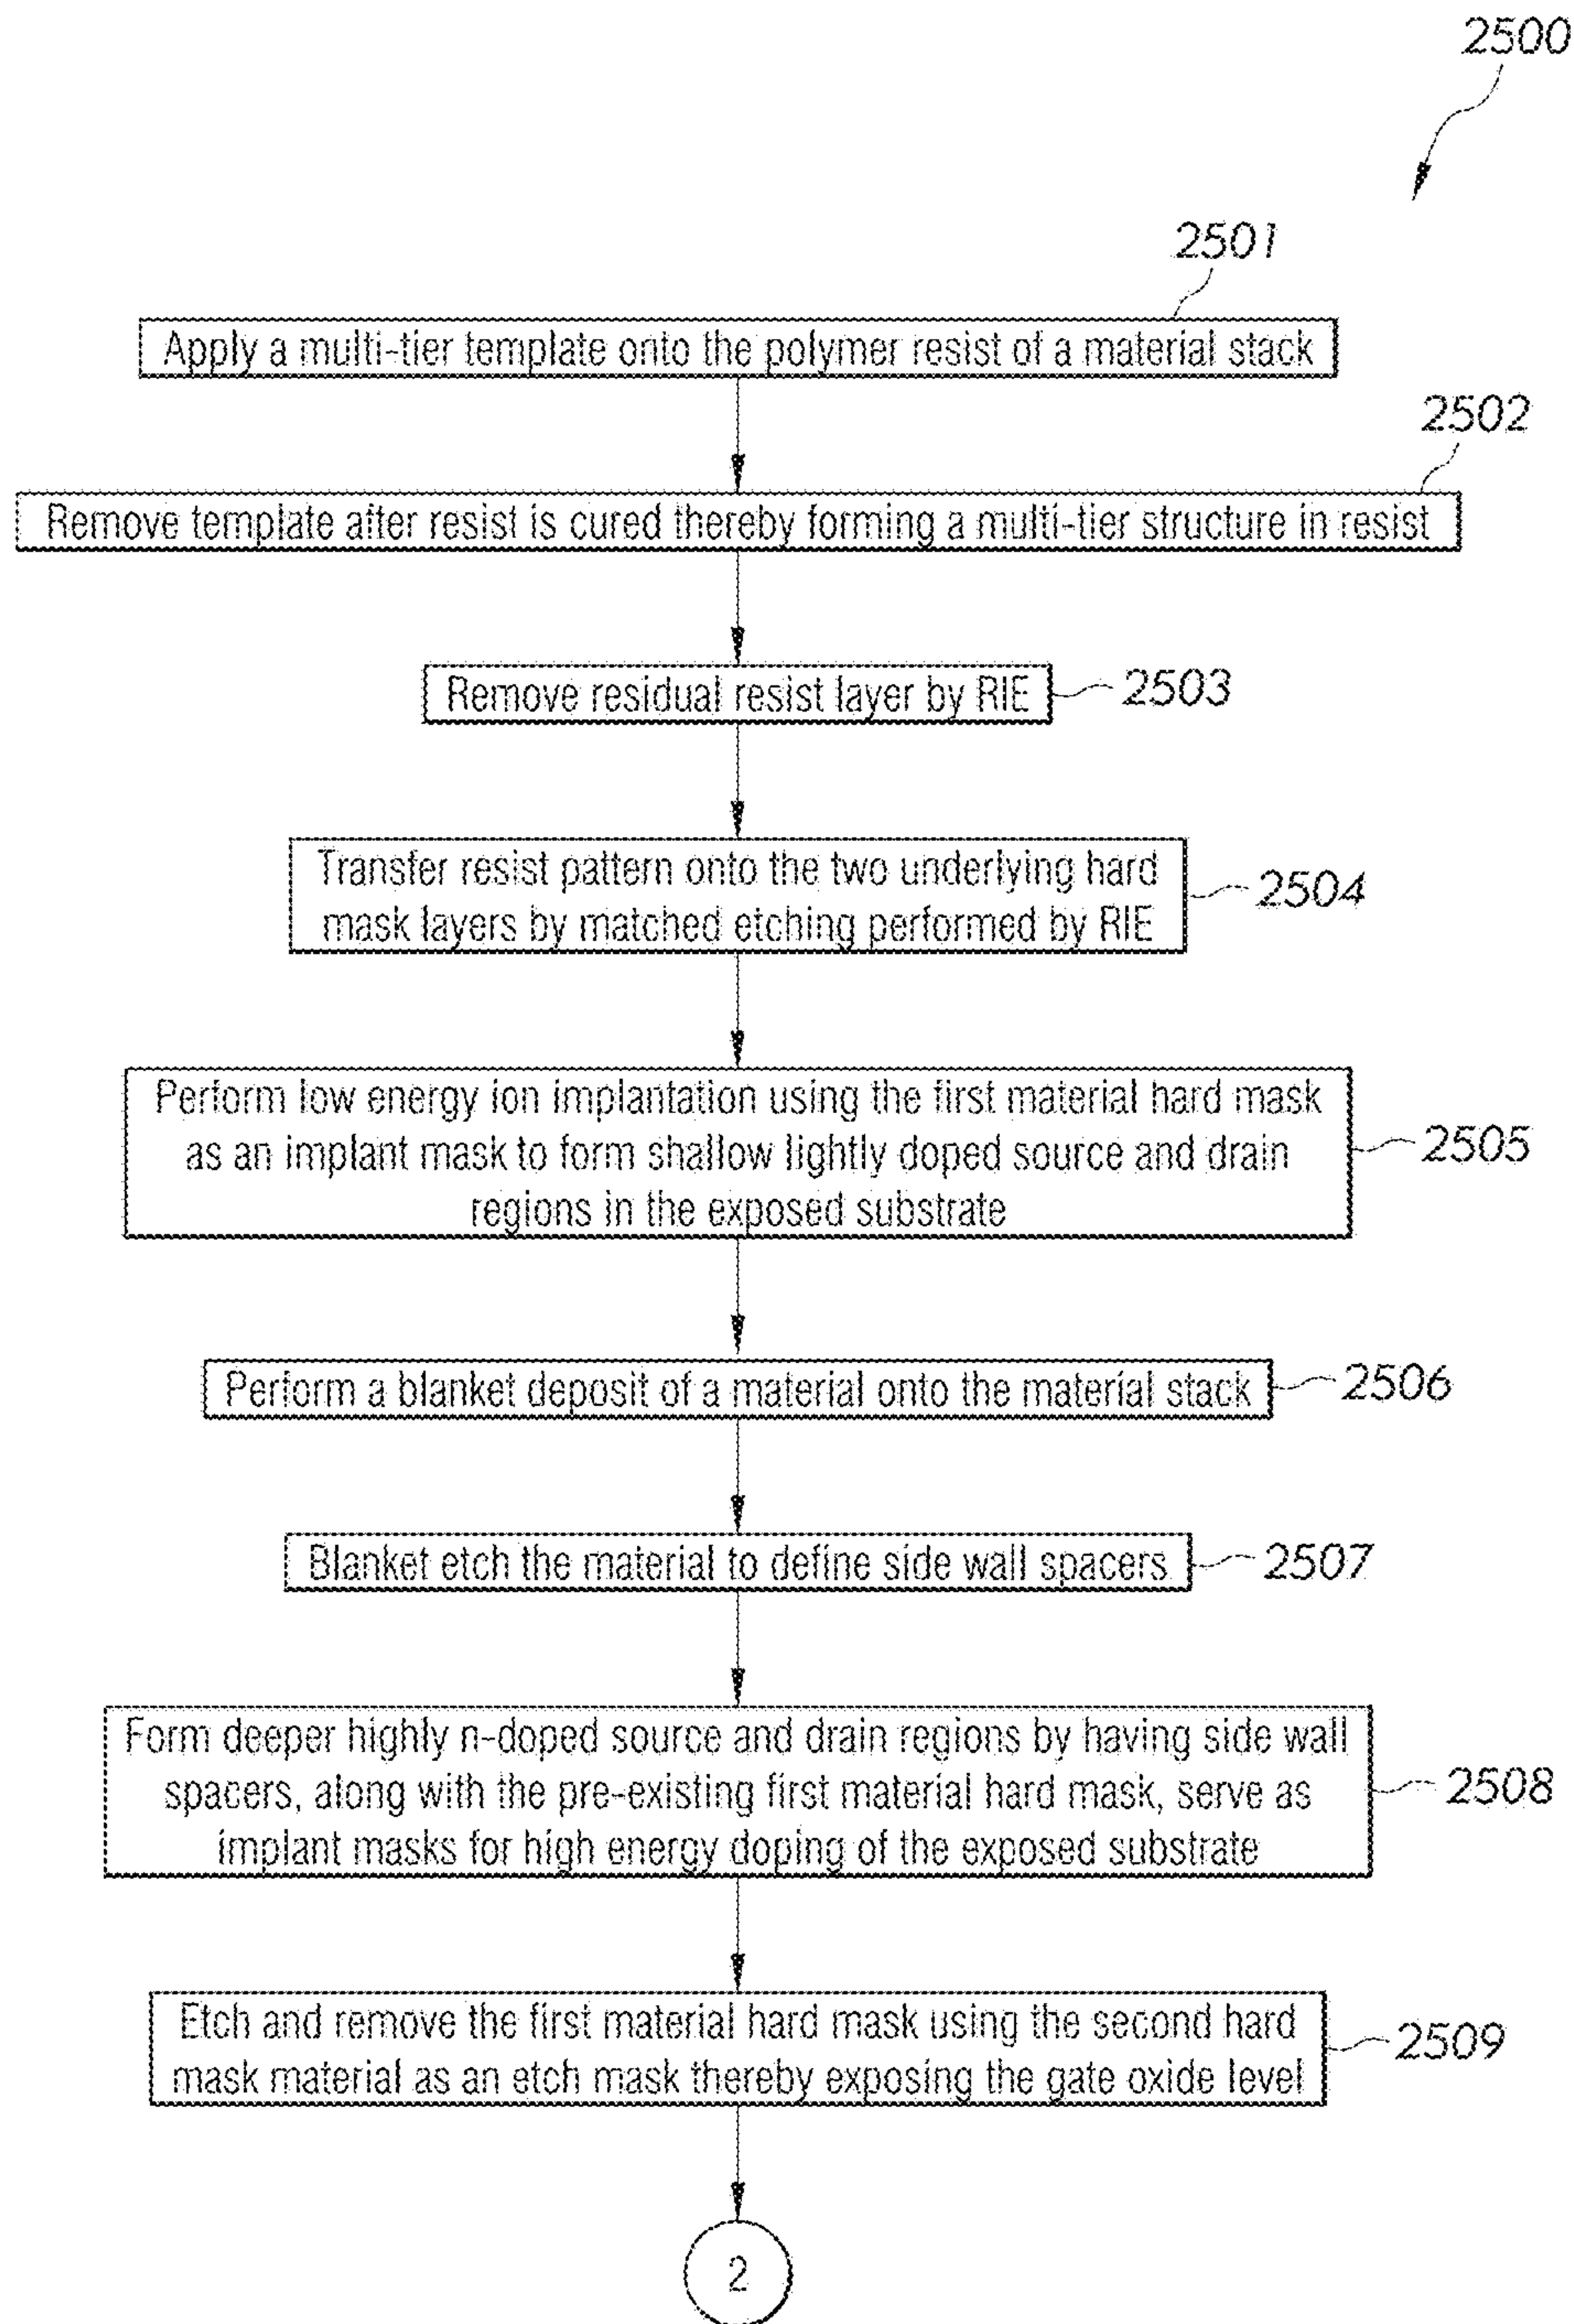 2500
2501
Apply a multi-tier template onto the polymer resist of a material stack
2502
Remove template after resist is cured thereby forming a multi-tier structure in resist
Remove residual resist layer by RIE
2503
Transfer resist pattern onto the two underlying hard
mask layers by matched etching performed by RIE
2504
Perform low energy ion implantation using the first material hard mask
as an implant mask to form shallow lightly doped source and drain
regions in the exposed substrate
2505
Perform a blanket deposit of a material onto the material stack
2506
Blanket etch the material to define side wall spacers
2507
Form deeper highly n-doped source and drain regions by having side wall
spacers, along with the pre-existing first material hard mask, serve as
implant masks for high energy doping of the exposed substrate
2508
Etch and remove the first material hard mask using the second hard
mask material as an etch mask thereby exposing the gate oxide level
2509
2